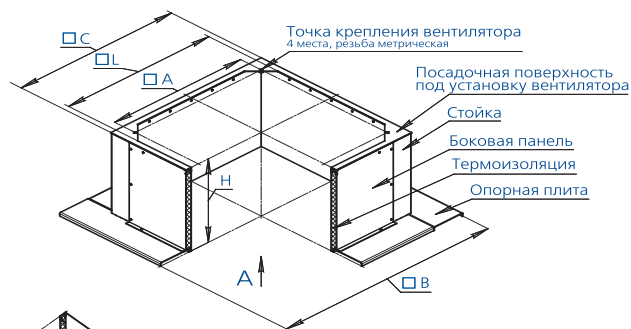 Точка крепления вентилятора
4 места, резьба метрическая
□ C
□ L
□ A
Посадочная поверхность
под установку вентилятора
Стойка
Боковая панель
Термоизоляция
Опорная плита
H
A
□ B